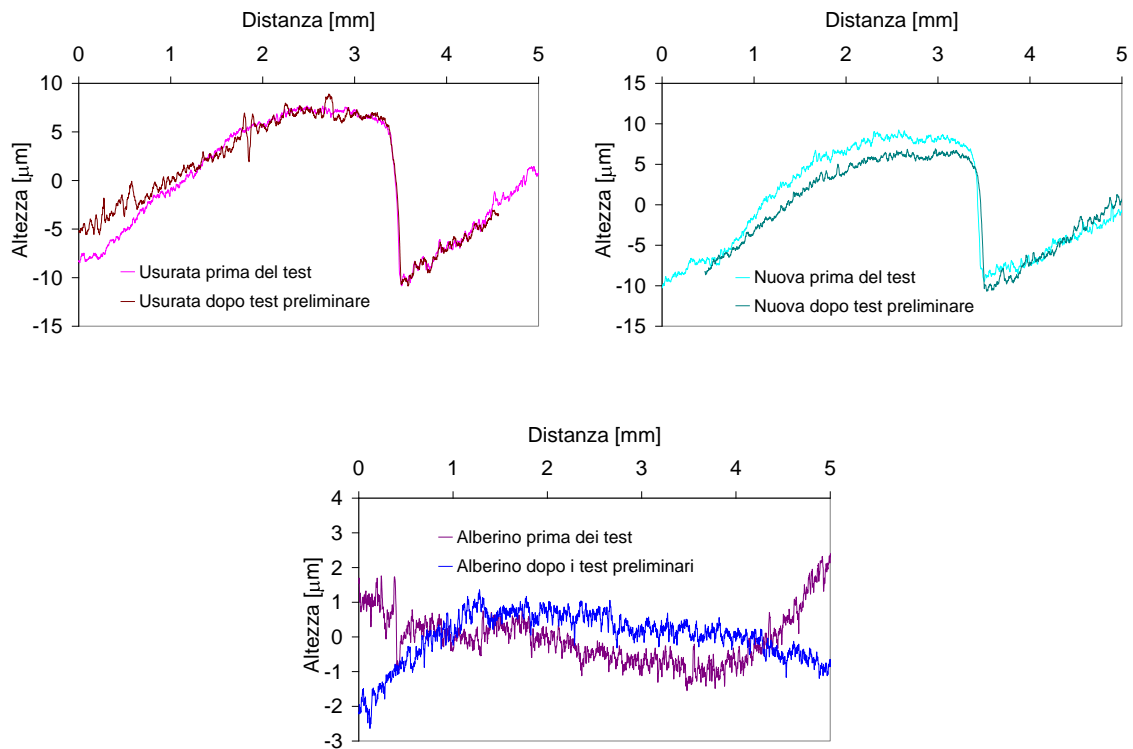 Distanza [mm]
0 1 2 3 4 5
10
5
0
-5
-10
-15
Altezza [µm]
Usurata prima del test
Usurata dopo test preliminare
Distanza [mm]
0 1 2 3 4 5
15
10
5
0
-5
-10
-15
Altezza [µm]
Nuova prima del test
Nuova dopo test preliminare
Distanza [mm]
0 1 2 3 4 5
4
3
2
1
0
-1
-2
-3
Altezza [µm]
Alberino prima dei test
Alberino dopo i test preliminari